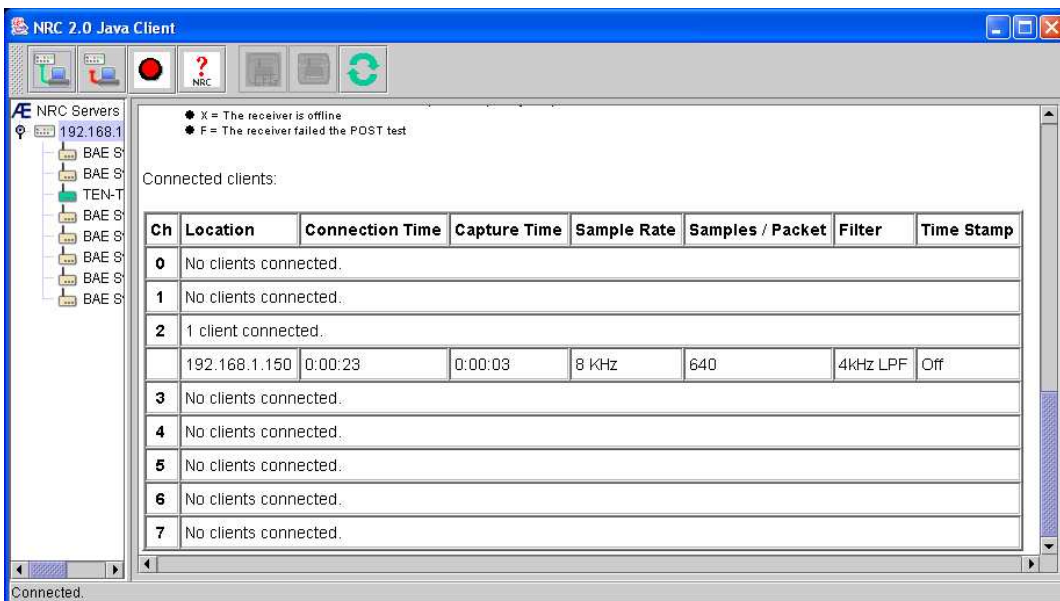 NRC 2.0 Java Client
NRC
NRC Servers
192.168.1
BAE S
BAE S
TEN-T
BAE S
BAE S
BAE S
BAE S
BAE S
X = The receiver is offline
F = The receiver failed the POST test
Connected clients:
Ch Location Connection Time Capture Time Sample Rate Samples / Packet Filter Time Stamp
0 No clients connected.
1 No clients connected.
2 1 client connected.
192.168.1.150 0:00:23 0:00:03 8 KHz 640 4kHz LPF Off
3 No clients connected.
4 No clients connected.
5 No clients connected.
6 No clients connected.
7 No clients connected.
Connected.